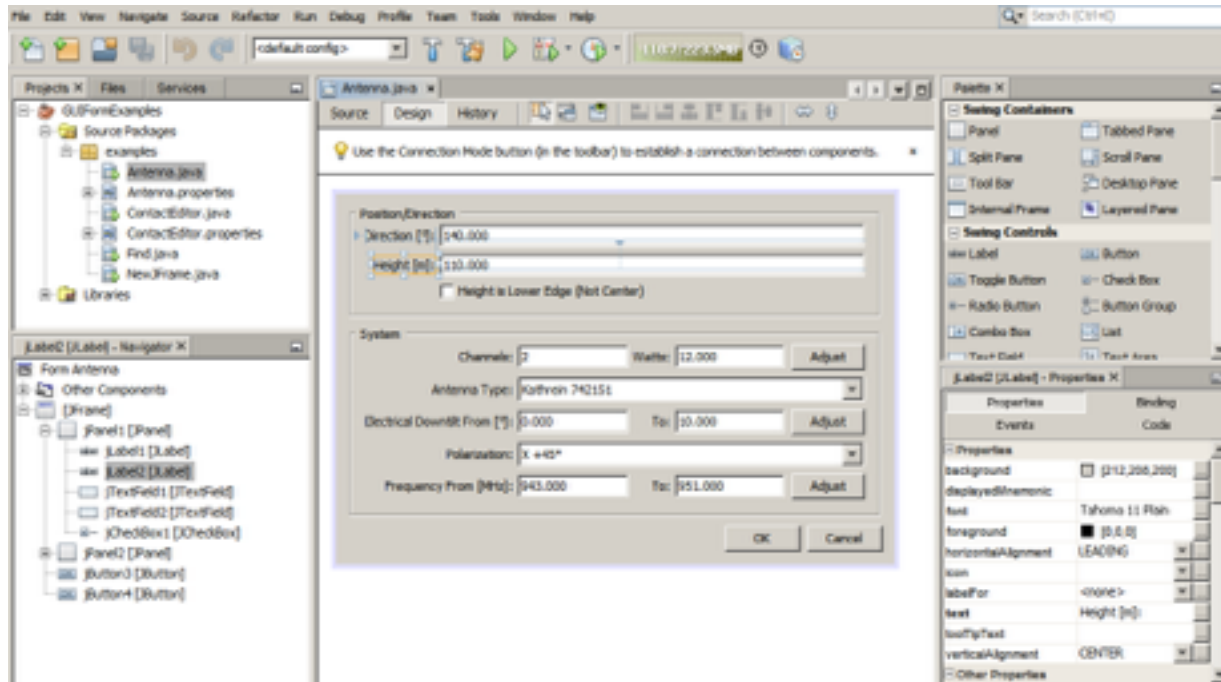 File Edit View Navigate Source Refactor Run Debug Profile Team Tools Window Help
Search (Ctrl+I)
<default config>
Projects Files Services
GUIFormExamples
Source Packages
examples
Antenna.java
Antenna.properties
ContactEditor.java
ContactEditor.properties
Find.java
NewJFrame.java
Libraries
jLabel2 [JLabel] - Navigator
Form Antenna
Other Components
[JFrame]
jPanel1 [JPanel]
jLabel1 [JLabel]
jLabel2 [JLabel]
jTextField1 [JTextField]
jTextField2 [JTextField]
jCheckBox1 [JCheckBox]
jPanel2 [JPanel]
jButton3 [JButton]
jButton4 [JButton]
Antenna.java
Source Design History
Use the Connection Mode button (in the toolbar) to establish a connection between components.
Position/Direction
Direction [°]: 140.000
Height [m]: 110.000
Height is Lower Edge (Not Center)
System
Channels: 2 Watts: 12.000 Adjust
Antenna Type: Kathrein 742151
Electrical Downtilt From [°]: 0.000 To: 10.000 Adjust
Polarization: X +45°
Frequency From [MHz]: 943.000 To: 951.000 Adjust
OK Cancel
Palette
Swing Containers
Panel Tabbed Pane
Split Pane Scroll Pane
Tool Bar Desktop Pane
Internal Frame Layered Pane
Swing Controls
Label Button
Toggle Button Check Box
Radio Button Button Group
Combo Box List
Text Field Text Area
jLabel2 [JLabel] - Properties
Properties Binding
Events Code
Properties
background [212,208,200]
displayedMnemonic
font Tahoma 11 Plain
foreground [0,0,0]
horizontalAlignment LEADING
icon
labelFor <none>
text Height [m]:
toolTipText
verticalAlignment CENTER
Other Properties